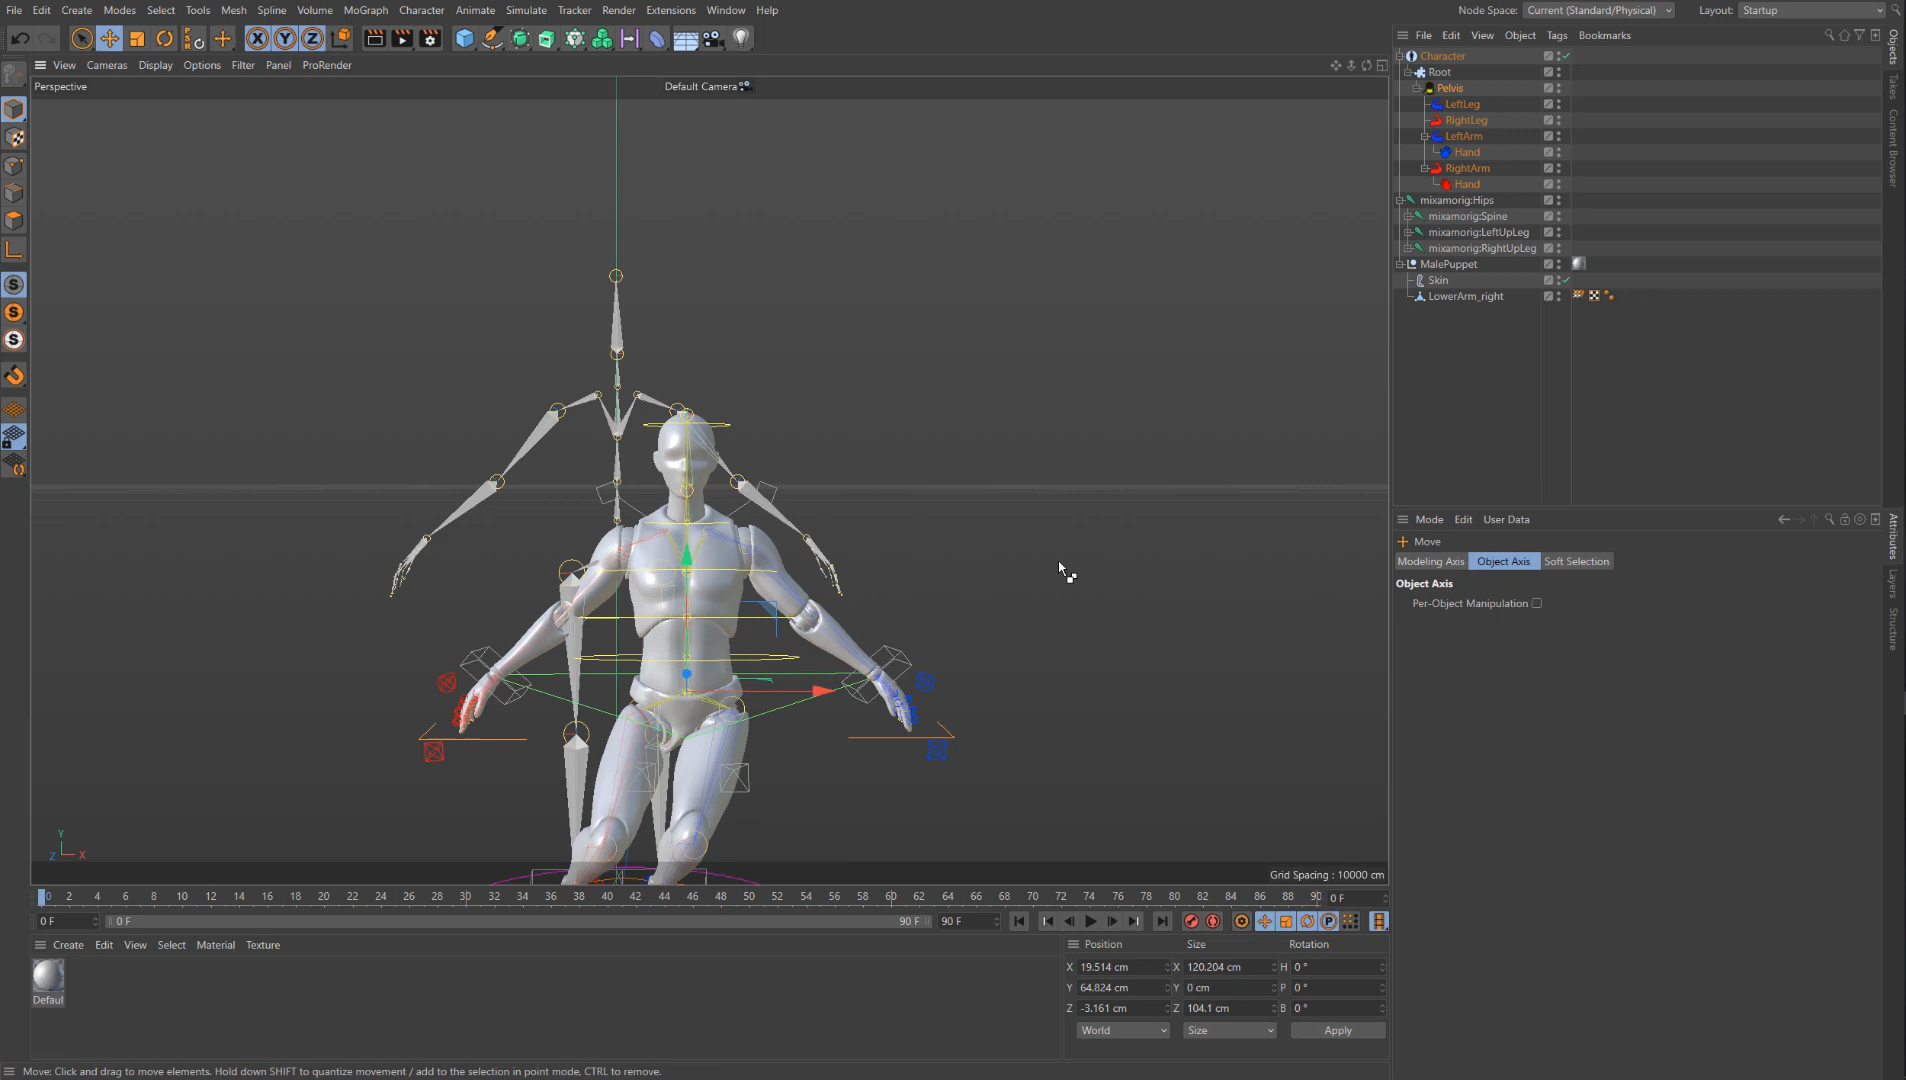 File Edit Create Modes Select Tools Mesh Spline Volume MoGraph Character Animate Simulate Tracker Render Extensions Window Help
Node Space: Current (Standard/Physical) Layout: Startup
File Edit View Object Tags Bookmarks
View Cameras Display Options Filter Panel ProRender
Perspective
Default Camera
Character
Root
Pelvis
LeftLeg
RightLeg
LeftArm
Hand
RightArm
Hand
mixamorig:Hips
mixamorig:Spine
mixamorig:LeftUpLeg
mixamorig:RightUpLeg
MalePuppet
Skin
LowerArm_right
Objects
Takes
Content Browser
Mode Edit User Data
Move
Modeling Axis Object Axis Soft Selection
Object Axis
Per-Object Manipulation
Attributes
Layers
Structure
Y
Z X
Grid Spacing : 10000 cm
0 2 4 6 8 10 12 14 16 18 20 22 24 26 28 30 32 34 36 38 40 42 44 46 48 50 52 54 56 58 60 62 64 66 68 70 72 74 76 78 80 82 84 86 88 90 0 F
0 F 0 F 90 F 90 F
Create Edit View Select Material Texture
Defaul
Position Size Rotation
X 19.514 cm X 120.204 cm H 0 °
Y 64.824 cm Y 0 cm P 0 °
Z -3.161 cm Z 104.1 cm B 0 °
World Size Apply
Move: Click and drag to move elements. Hold down SHIFT to quantize movement / add to the selection in point mode, CTRL to remove.